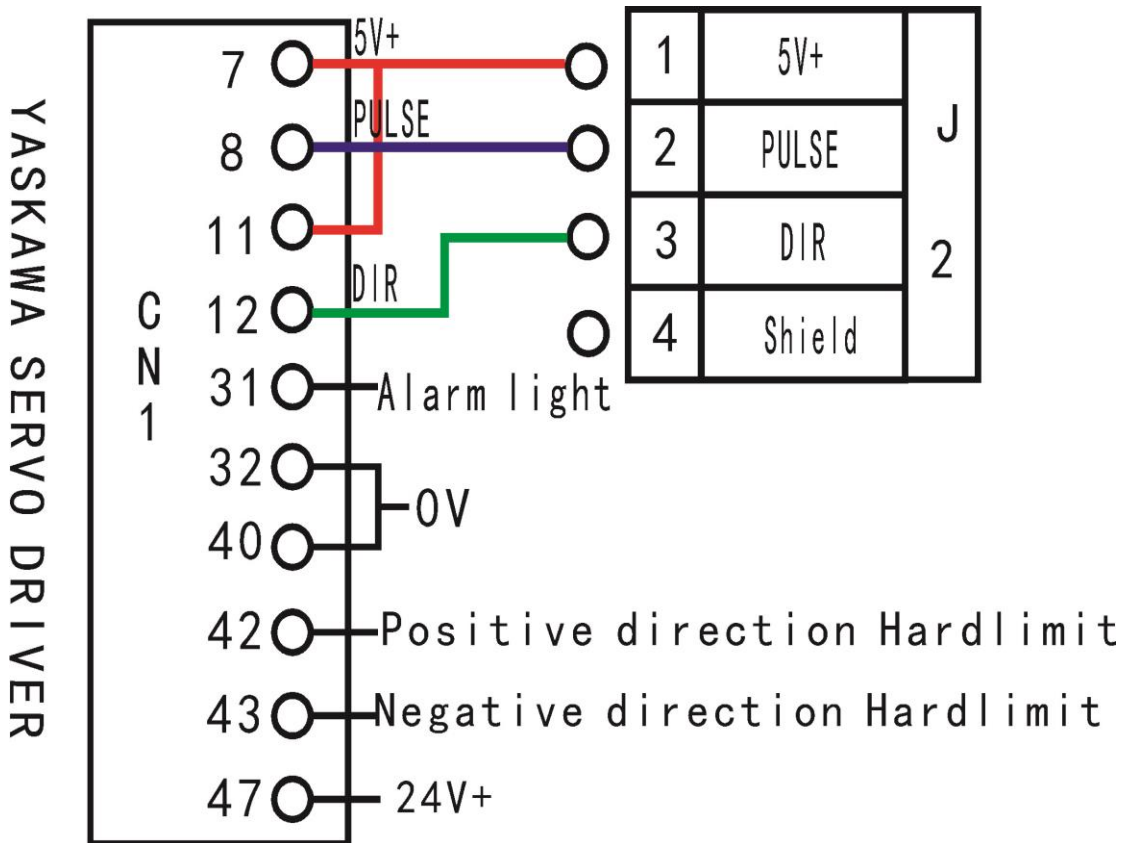 YASKAWA SERVO DRIVER
CN1
7
5V+
8
PULSE
11
12
DIR
31
Alarm light
32
40
0V
42
Positive direction Hardlimit
43
Negative direction Hardlimit
47
24V+
1 5V+
2 PULSE
3 DIR
4 Shield
J2